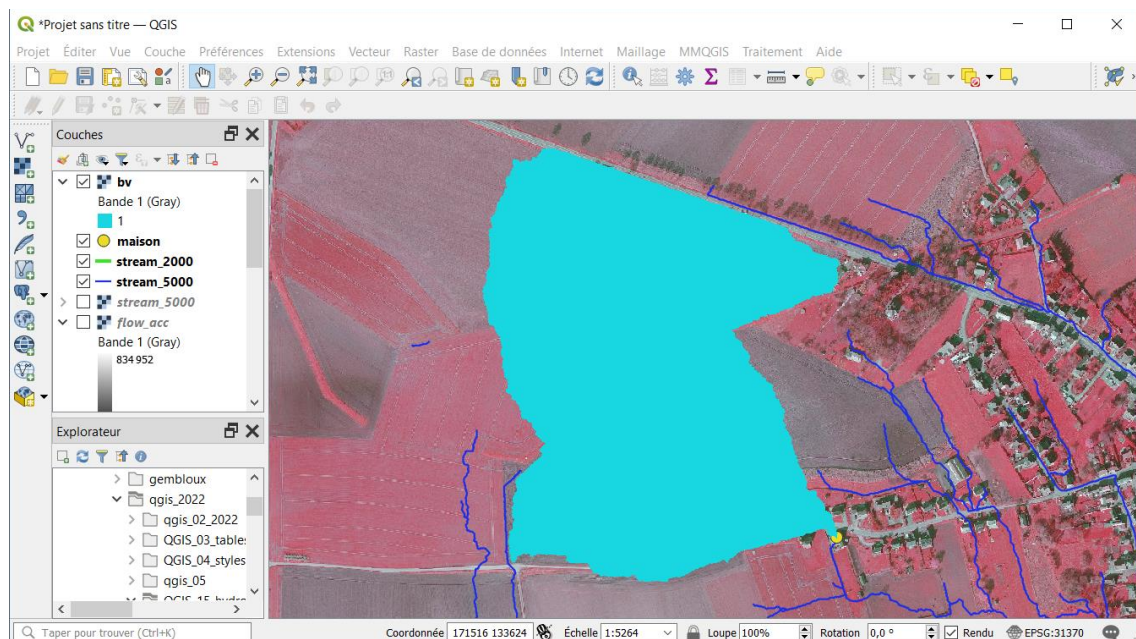 *Projet sans titre — QGIS
Projet Éditer Vue Couche Préférences Extensions Vecteur Raster Base de données Internet Maillage MMQGIS Traitement Aide
Couches
bv
Bande 1 (Gray)
1
maison
stream_2000
stream_5000
stream_5000
flow_acc
Bande 1 (Gray)
834 952
Explorateur
gembloux
qgis_2022
qgis_02_2022
QGIS_03_table
QGIS_04_styles
qgis_05
Taper pour trouver (Ctrl+K)
Coordonnée 171516 133624 Échelle 1:5264 Loupe 100% Rotation 0,0 ° Rendu EPSG:31370